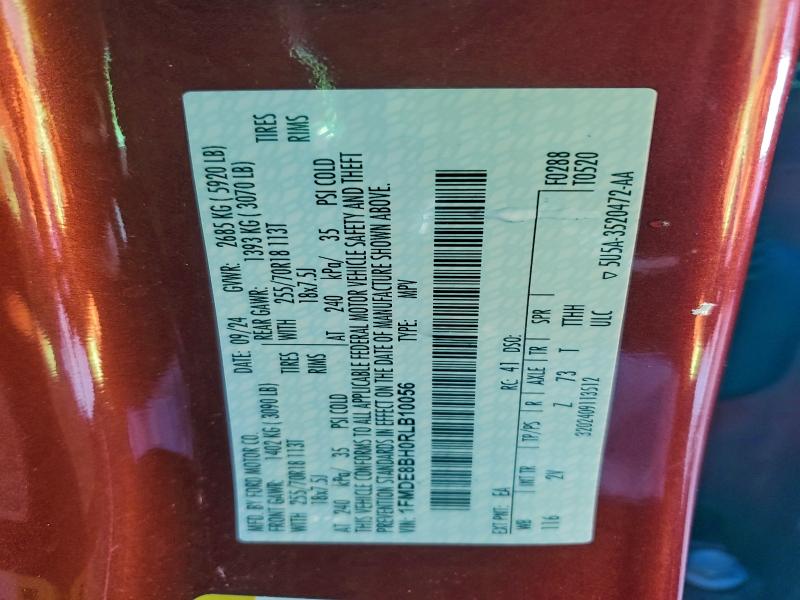 MFD. BY FORD MOTOR CO.
DATE: 09/24 GVWR: 2685 KG ( 5920 LB)
FRONT GAWR: 1402 KG ( 3090 LB) REAR GAWR: 1393 KG ( 3070 LB)
WITH 255/70R18 113T TIRES WITH 255/70R18 113T TIRES
18x7.5J RIMS 18x7.5J RIMS
AT 240 kPa/ 35 PSI COLD AT 240 kPa/ 35 PSI COLD
THIS VEHICLE CONFORMS TO ALL APPLICABLE FEDERAL MOTOR VEHICLE SAFETY AND THEFT
PREVENTION STANDARDS IN EFFECT ON THE DATE OF MANUFACTURE SHOWN ABOVE.
VIN: 1FMDE8BH0RLB10056 TYPE: MPV
EXT PNT: EA RC: 41 DSO: F0288
WB INT TR TP/PS R AXLE TR SPR T0520
116 2V Z 73 T TTHH
3202409113512 ULC
▽ 5U5A-3520472-AA